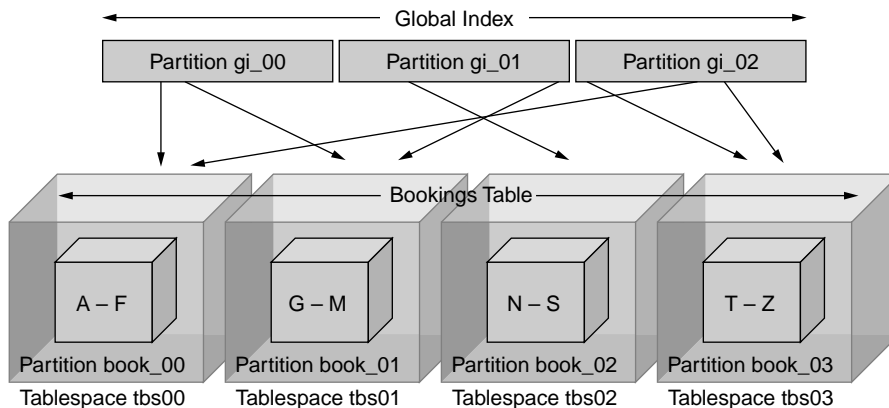 Global Index
Partition gi_00 Partition gi_01 Partition gi_02
Bookings Table
A – F G – M N – S T – Z
Partition book_00 Partition book_01 Partition book_02 Partition book_03
Tablespace tbs00 Tablespace tbs01 Tablespace tbs02 Tablespace tbs03